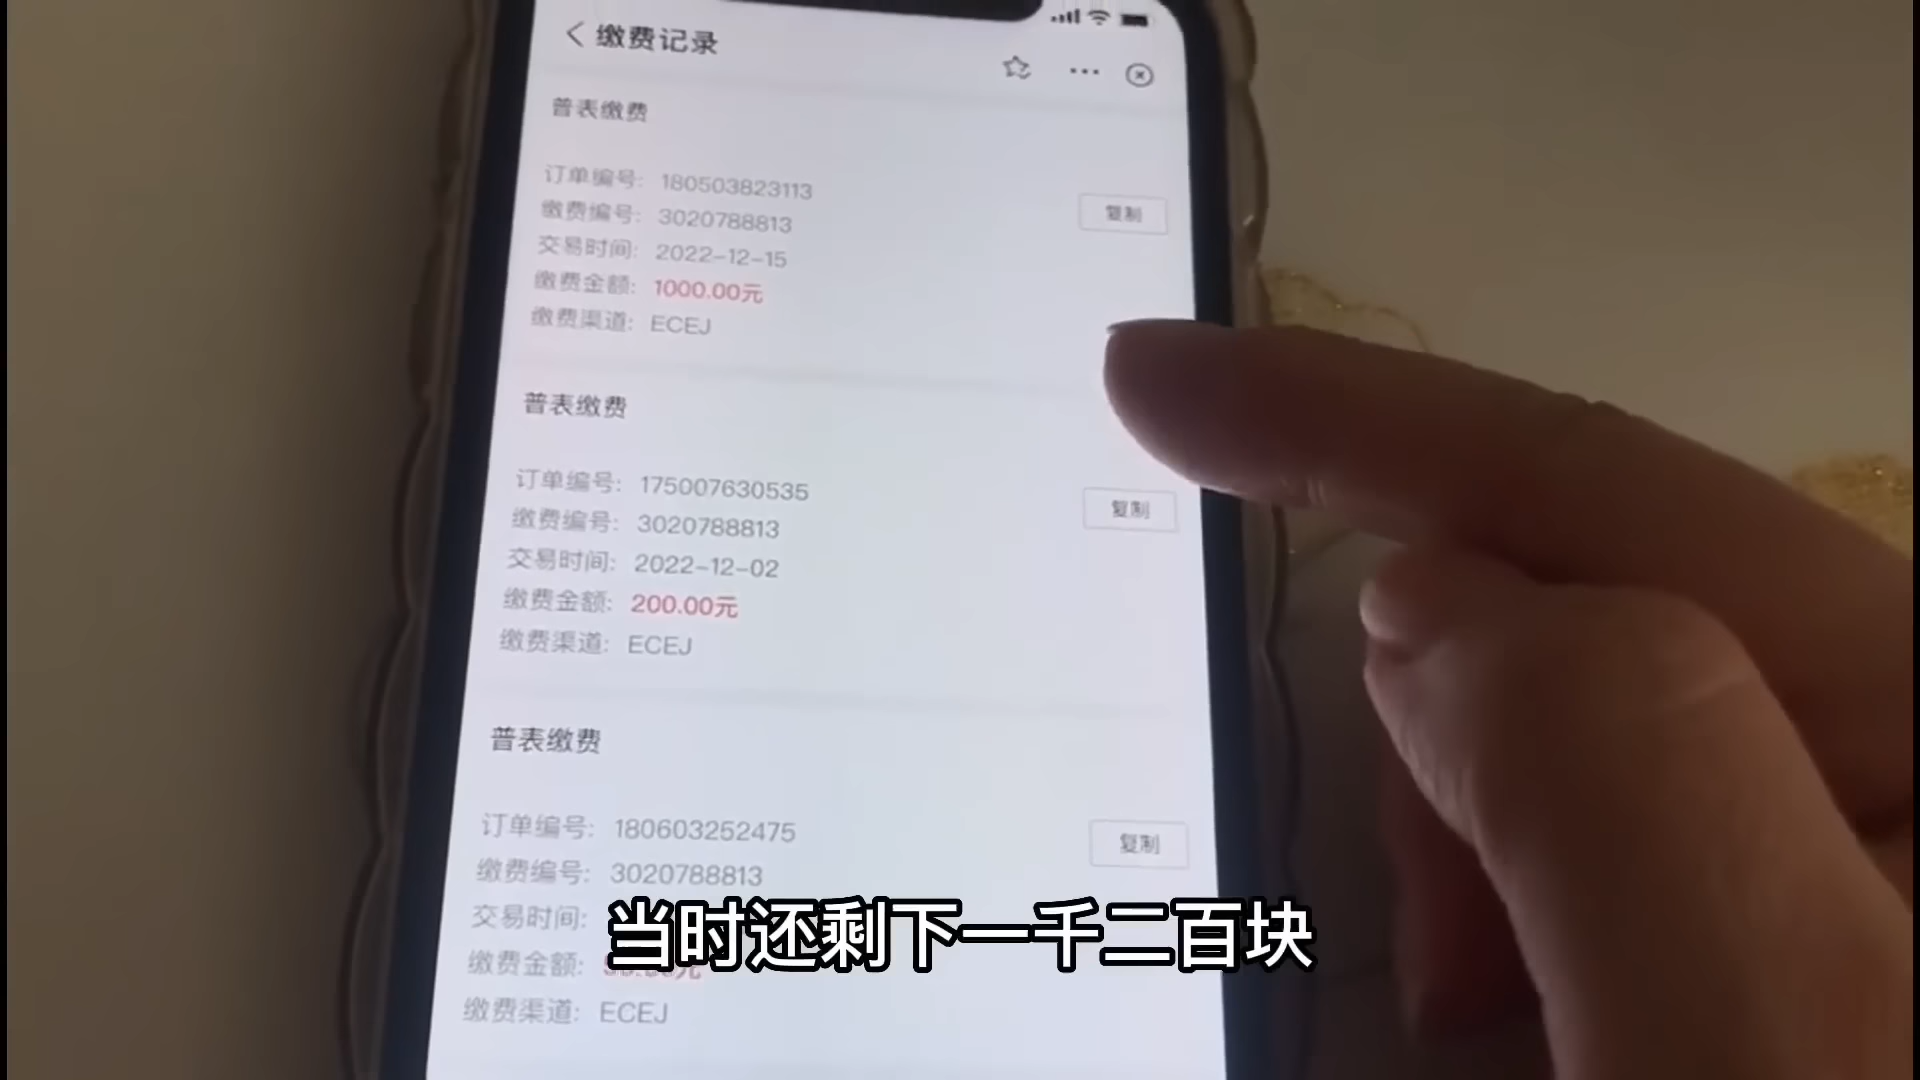 缴费记录
普表缴费
订单编号: 180503823113
复制
缴费编号: 3020788813
交易时间: 2022-12-15
缴费金额: 1000.00元
缴费渠道: ECEJ
普表缴费
订单编号: 175007630535
复制
缴费编号: 3020788813
交易时间: 2022-12-02
缴费金额: 200.00元
缴费渠道: ECEJ
普表缴费
订单编号: 180603252475
复制
缴费编号: 3020788813
交易时间:
当时还剩下一千二百块
缴费金额:
缴费渠道: ECEJ